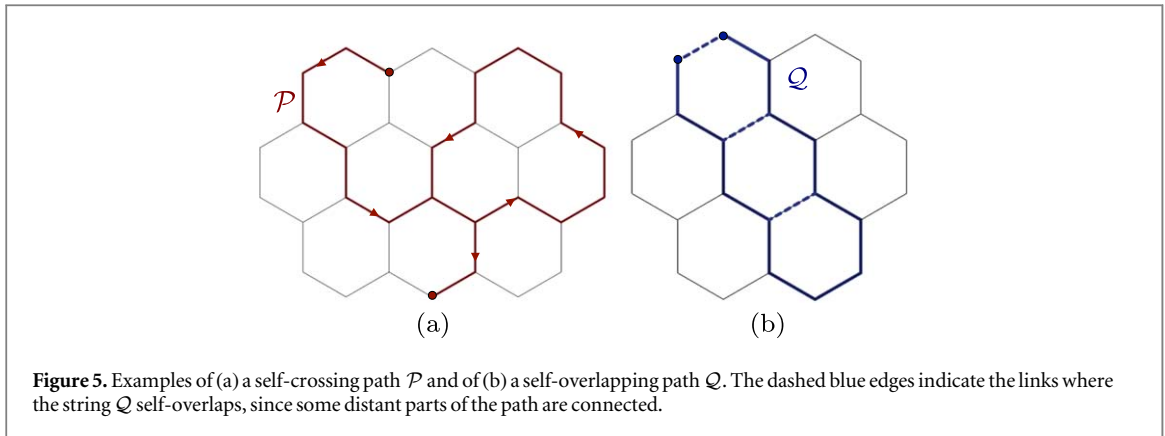 𝒫
𝒬
(a)
(b)
Figure 5. Examples of (a) a self-crossing path 𝒫 and of (b) a self-overlapping path 𝒬. The dashed blue edges indicate the links where
the string 𝒬 self-overlaps, since some distant parts of the path are connected.